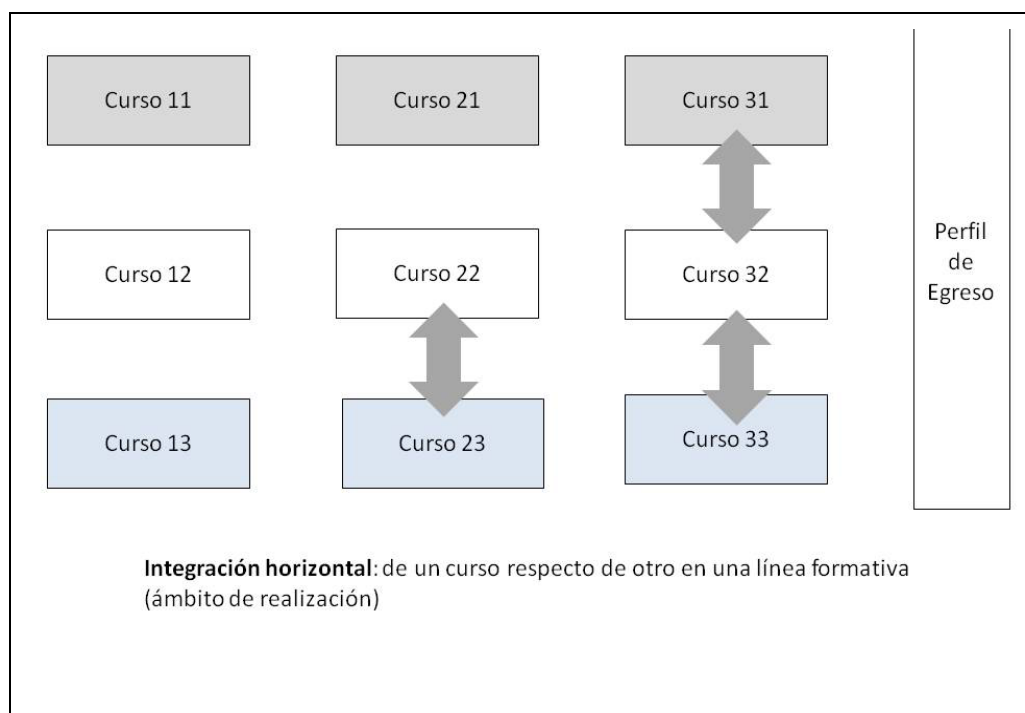 Curso 11
Curso 21
Curso 31
Curso 12
Curso 22
Curso 32
Perfil
de
Egreso
Curso 13
Curso 23
Curso 33
Integración horizontal: de un curso respecto de otro en una línea formativa
(ámbito de realización)